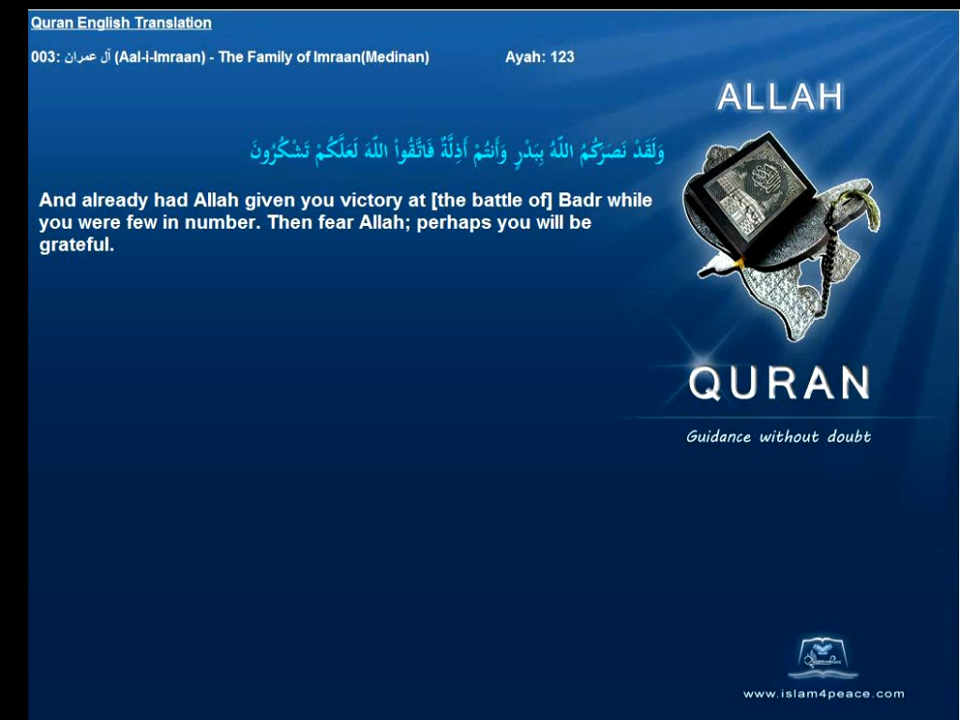 Quran English Translation
003: آل عمران (Aal-i-Imraan) - The Family of Imraan(Medinan) Ayah: 123
ALLAH
وَلَقَدْ نَصَرَكُمُ اللّهُ بِبَدْرٍ وَأَنتُمْ أَذِلَّةٌ فَاتَّقُواْ اللّهَ لَعَلَّكُمْ تَشْكُرُونَ
And already had Allah given you victory at [the battle of] Badr while
you were few in number. Then fear Allah; perhaps you will be
grateful.
QURAN
Guidance without doubt
www.islam4peace.com